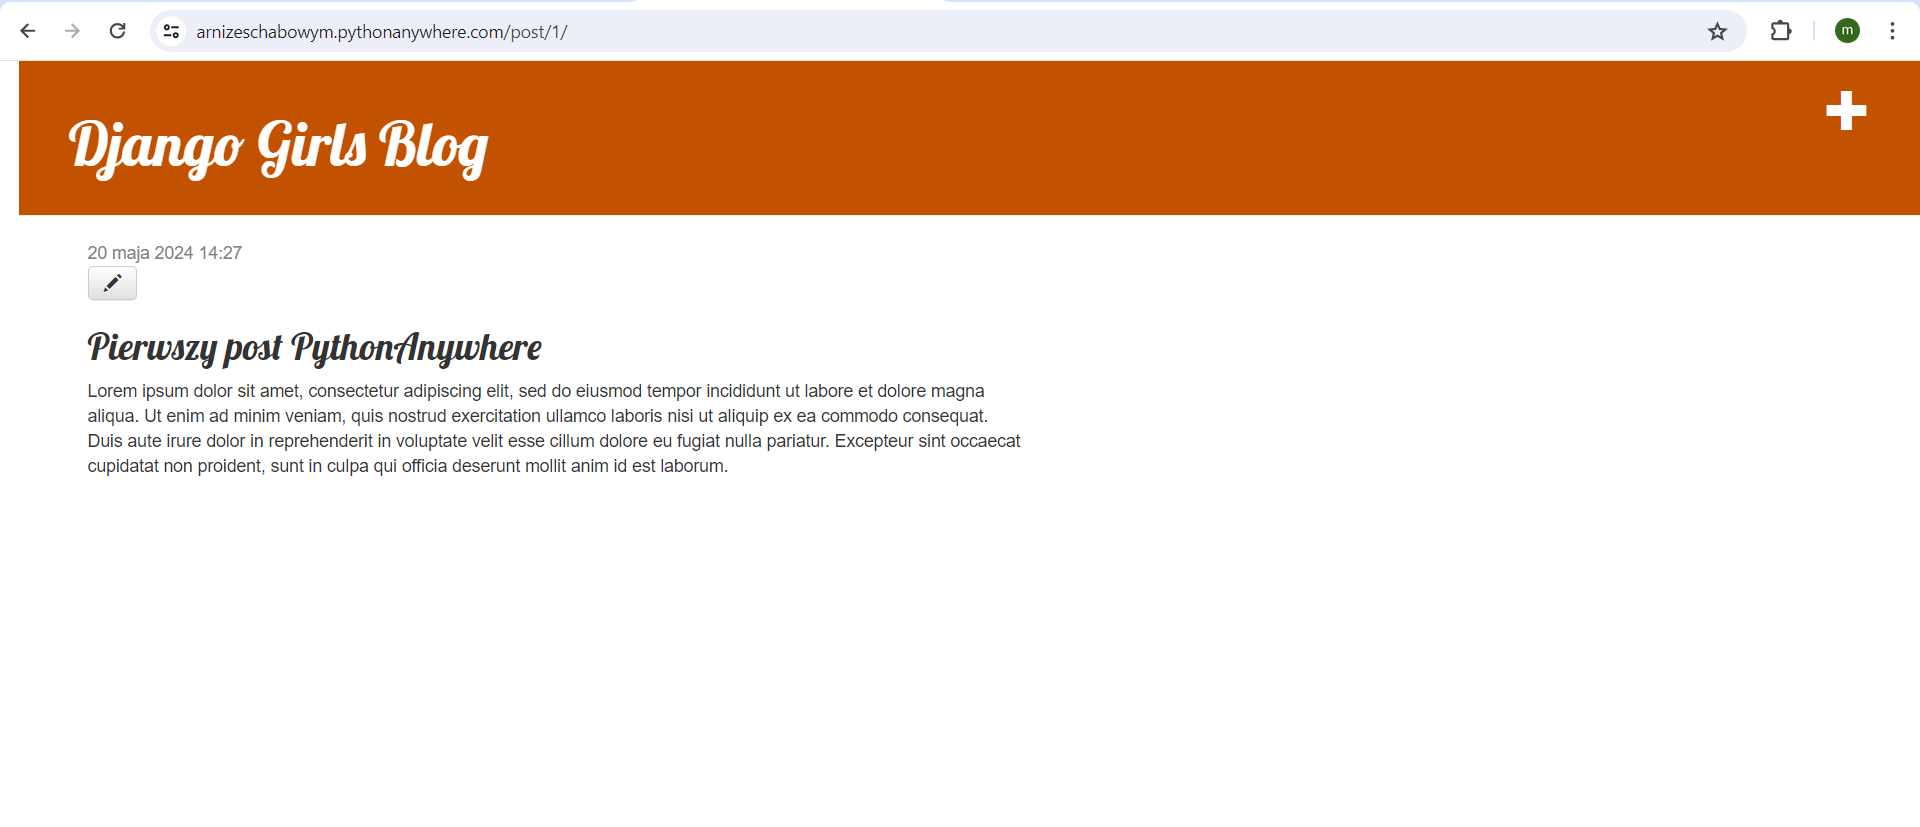 arnizeschabowym.pythonanywhere.com/post/1/
m
Django Girls Blog
20 maja 2024 14:27
Pierwszy post PythonAnywhere
Lorem ipsum dolor sit amet, consectetur adipiscing elit, sed do eiusmod tempor incididunt ut labore et dolore magna
aliqua. Ut enim ad minim veniam, quis nostrud exercitation ullamco laboris nisi ut aliquip ex ea commodo consequat.
Duis aute irure dolor in reprehenderit in voluptate velit esse cillum dolore eu fugiat nulla pariatur. Excepteur sint occaecat
cupidatat non proident, sunt in culpa qui officia deserunt mollit anim id est laborum.